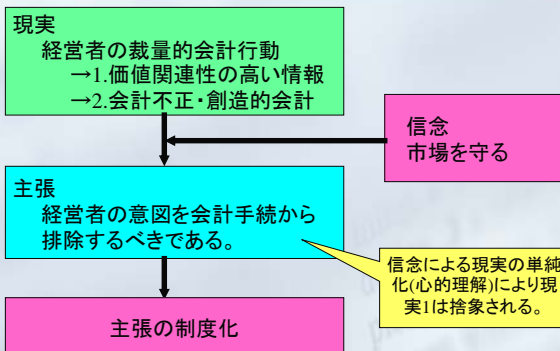 現実
経営者の裁量的会計行動
→1.価値関連性の高い情報
→2.会計不正・創造的会計
信念
市場を守る
主張
経営者の意図を会計手続から
排除するべきである。
信念による現実の単純
化(心的理解)により現
実1は捨象される。
主張の制度化